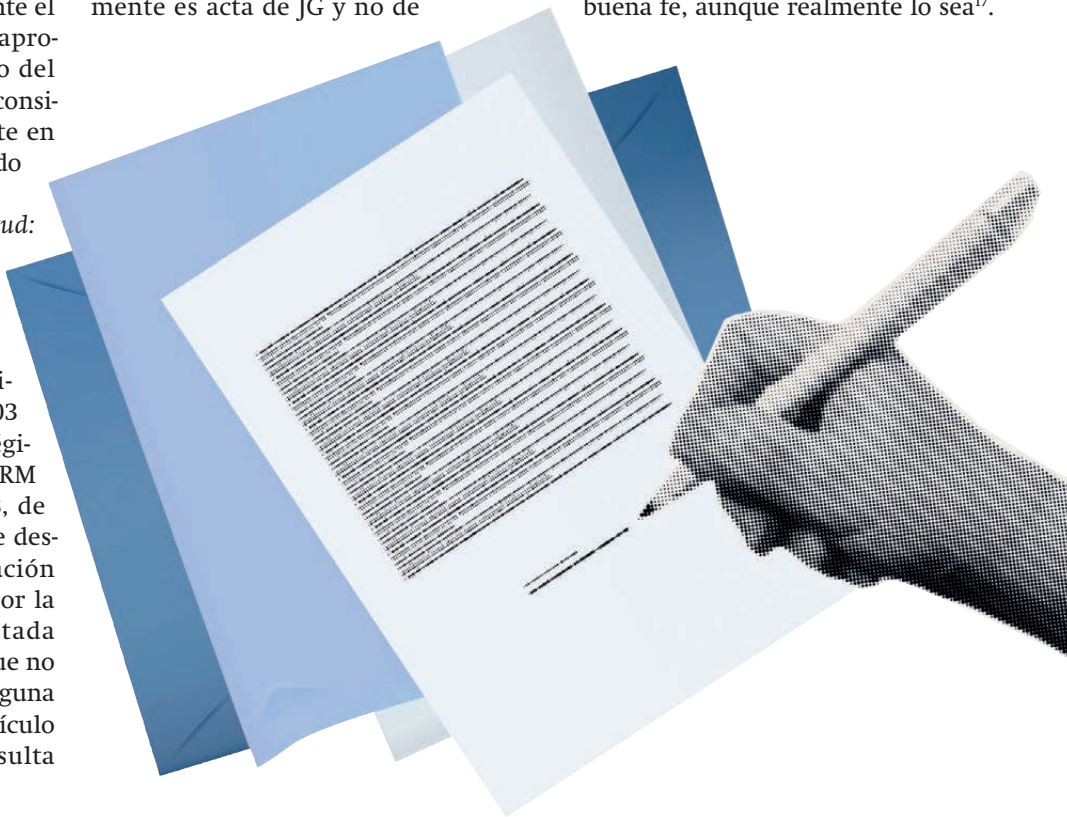 nte el
apro-
o del
consi-
te en
do
ud:
i-
03
égi-
RM
, de
e des-
ación
or la
tada
ue no
guna
ículo
sulta
mente es acta de JG y no de
buena fe, aunque realmente lo sea¹⁷.